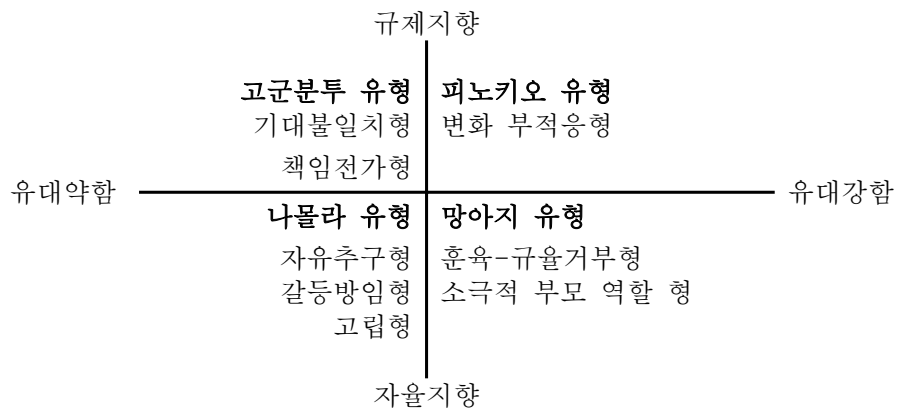 규제지향
고군분투 유형 피노키오 유형
기대불일치형 변화 부적응형
책임전가형
유대약함 유대강함
나몰라 유형 망아지 유형
자유추구형 훈육-규율거부형
갈등방임형 소극적 부모 역할 형
고립형
자율지향